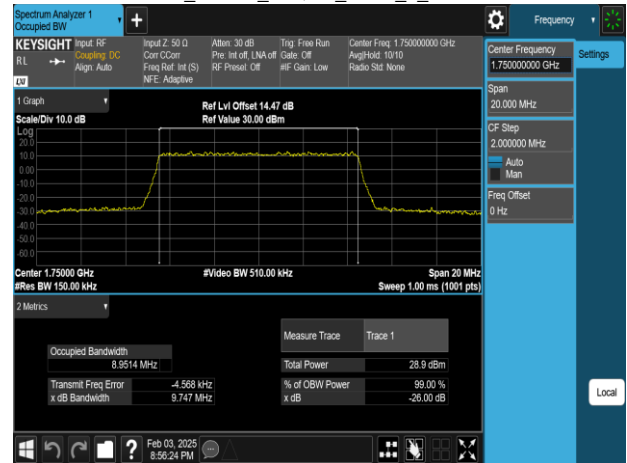 Spectrum Analyzer 1
Occupied BW
Frequency
KEYSIGHT
RL
LXI
Input: RF
Coupling: DC
Align: Auto
Input Z: 50 Ω
Corr CCorr
Freq Ref: Int (S)
NFE: Adaptive
Atten: 30 dB
Pre: Int off, LNA off
RF Presel: Off
Trig: Free Run
Gate: Off
#IF Gain: Low
Center Freq: 1.750000000 GHz
Avg|Hold: 10/10
Radio Std: None
Center Frequency
1.750000000 GHz
Settings
Span
20.000 MHz
CF Step
2.000000 MHz
Auto
Man
Freq Offset
0 Hz
Local
1 Graph
Scale/Div 10.0 dB
Ref Lvl Offset 14.47 dB
Ref Value 30.00 dBm
Log
20.0
10.0
0.00
-10.0
-20.0
-30.0
-40.0
-50.0
-60.0
Center 1.75000 GHz
#Res BW 150.00 kHz
#Video BW 510.00 kHz
Span 20 MHz
Sweep 1.00 ms (1001 pts)
2 Metrics
Measure Trace Trace 1
Occupied Bandwidth
8.9514 MHz
Total Power 28.9 dBm
Transmit Freq Error -4.568 kHz
% of OBW Power 99.00 %
x dB Bandwidth 9.747 MHz
x dB -26.00 dB
Feb 03, 2025
8:56:24 PM